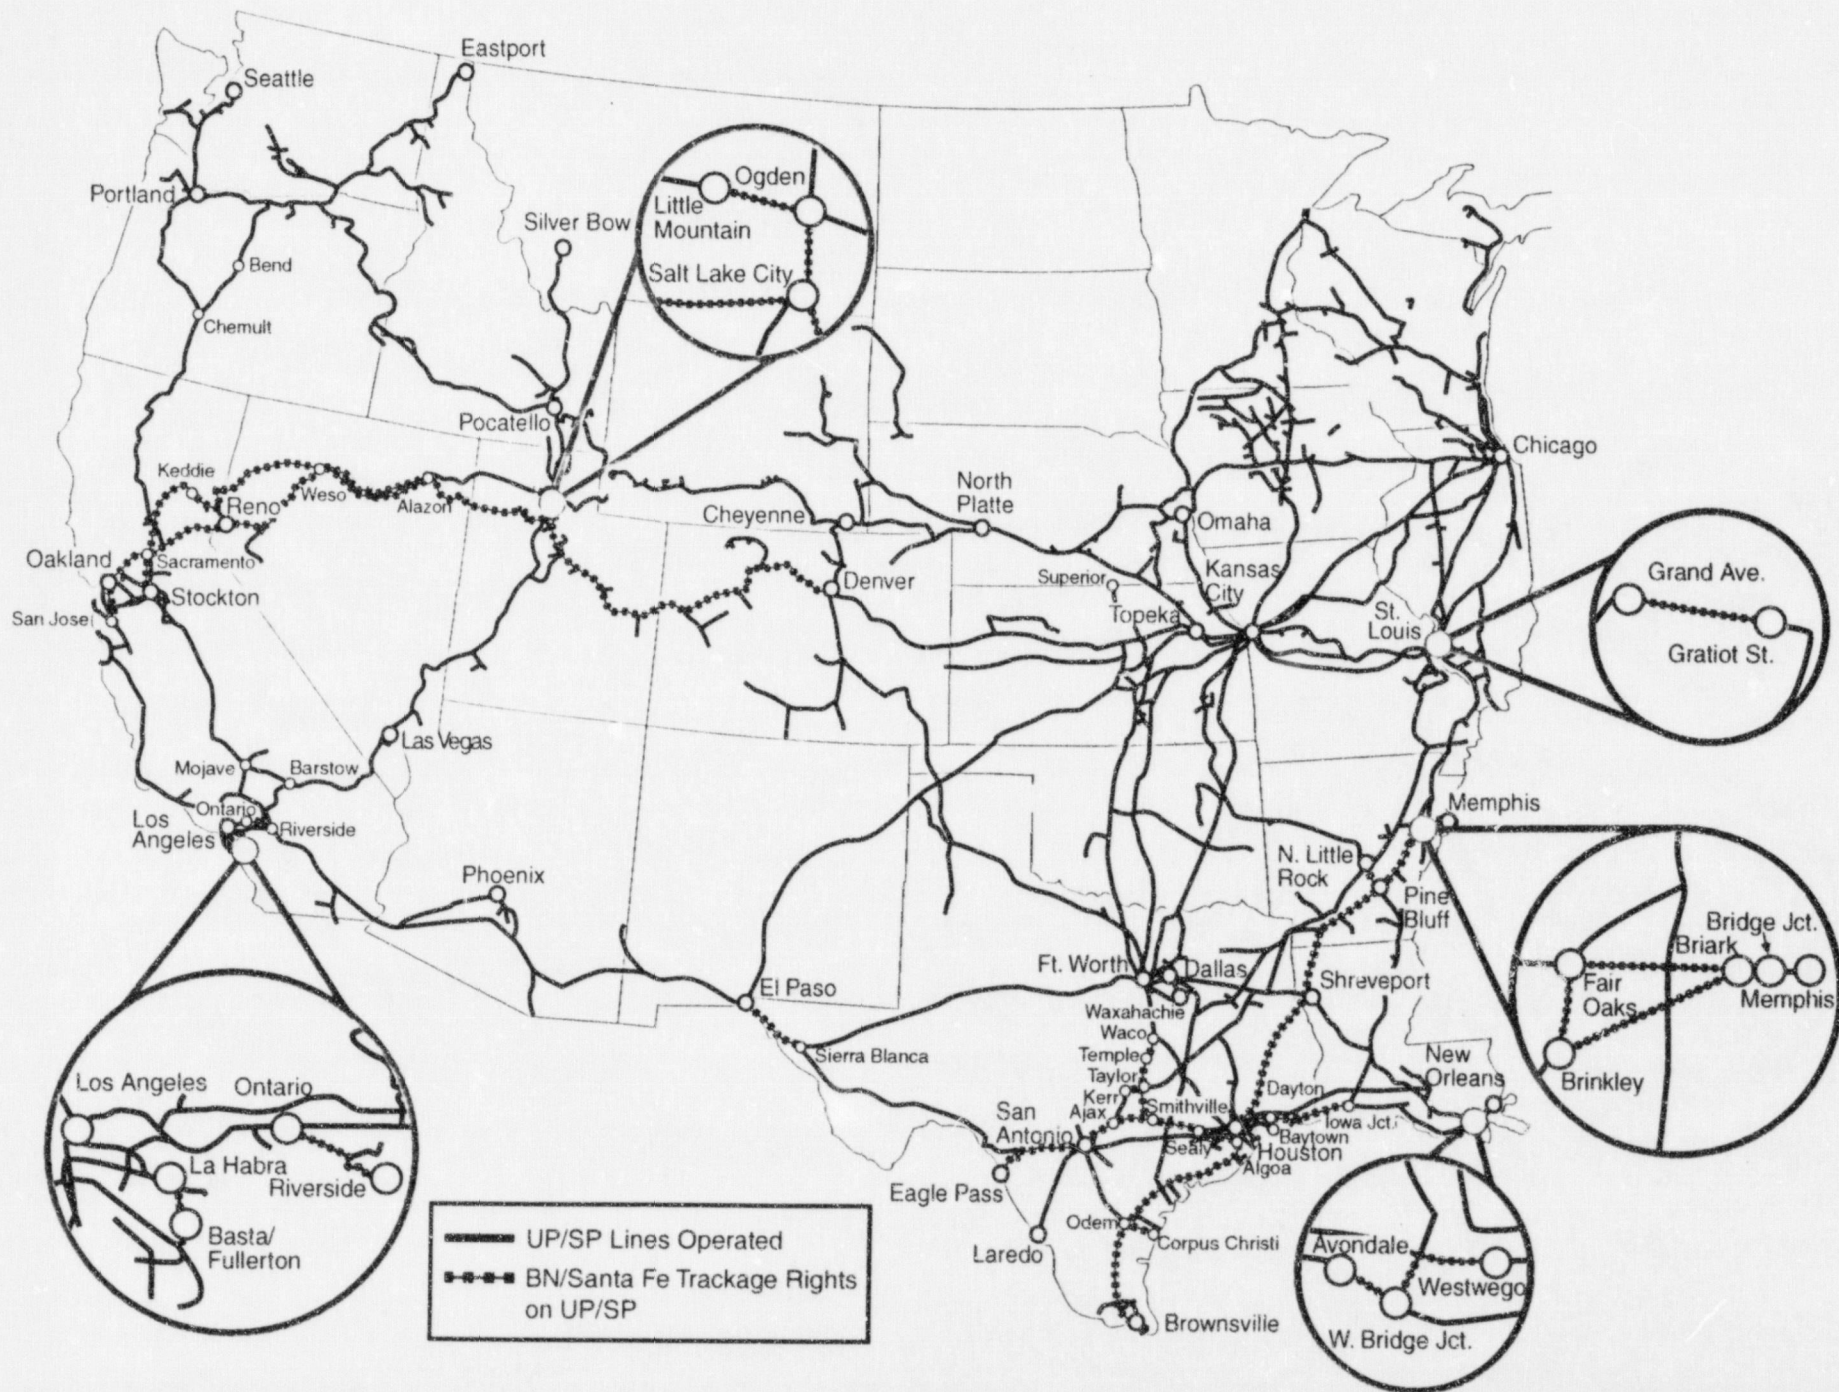 Eastport
Seattle
Portland
Silver Bow
Bend
Chemult
Pocatello
Ogden
Little
Mountain
Salt Lake City
Keddie
Reno
Weso
Alazon
Cheyenne
North
Platte
Omaha
Chicago
Oakland
Sacramento
Stockton
San Jose
Denver
Superior
Topeka
Kansas
City
St.
Louis
Grand Ave.
Gratiot St.
Las Vegas
Mojave
Barstow
Ontario
Los
Angeles
Riverside
Memphis
N. Little
Rock
Pine
Bluff
Phoenix
El Paso
Sierra Blanca
Ft. Worth
Dallas
Shreveport
Waxahachie
Waco
Temple
Taylor
Kerr
Ajax
Smithville
Dayton
New
Orleans
San
Antonio
Sealy
Iowa Jct.
Baytown
Houston
Algoa
Eagle Pass
Odem
Corpus Christi
Laredo
Brownsville
Bridge Jct.
Briark
Fair
Oaks
Memphis
Brinkley
Los Angeles
Ontario
La Habra
Riverside
Basta/
Fullerton
Avondale
Westwego
W. Bridge Jct.
UP/SP Lines Operated
BN/Santa Fe Trackage Rights
on UP/SP